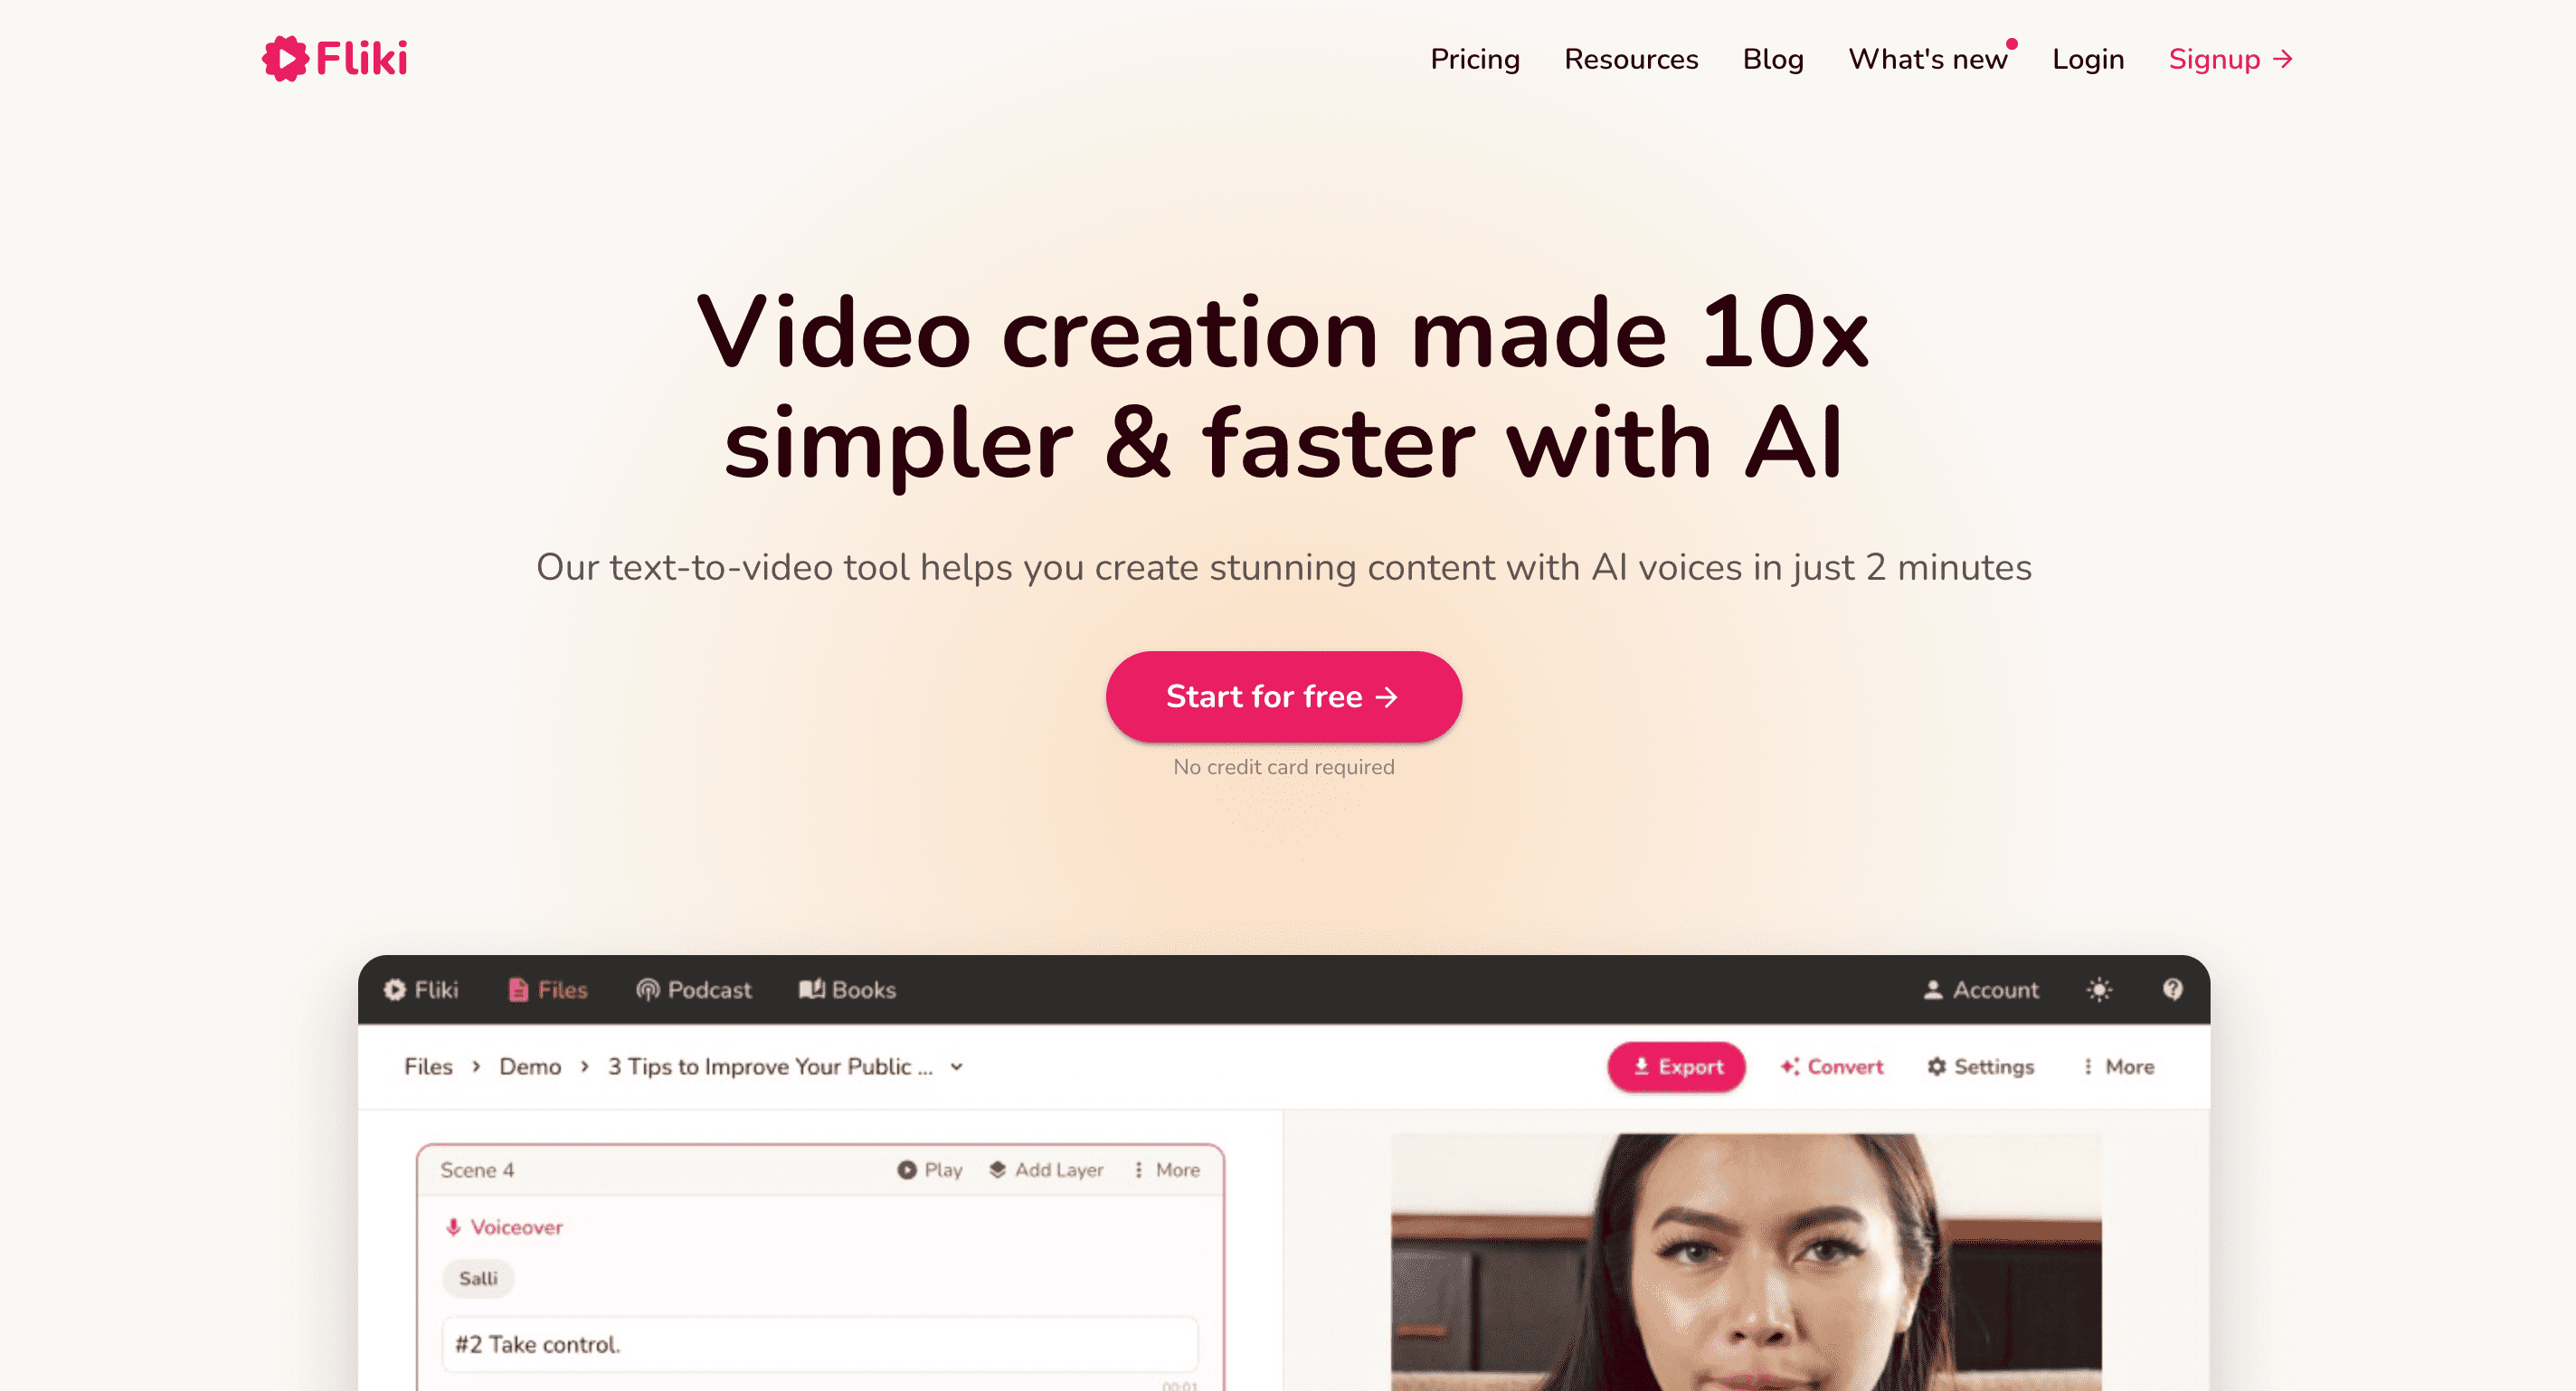 Fliki
Pricing Resources Blog What's new Login Signup →
Video creation made 10x
simpler & faster with AI
Our text-to-video tool helps you create stunning content with AI voices in just 2 minutes
Start for free →
No credit card required
Fliki Files Podcast Books Account
Files > Demo > 3 Tips to Improve Your Public ... Export Convert Settings More
Scene 4 Play Add Layer More
Voiceover
Salli
#2 Take control.
00:01